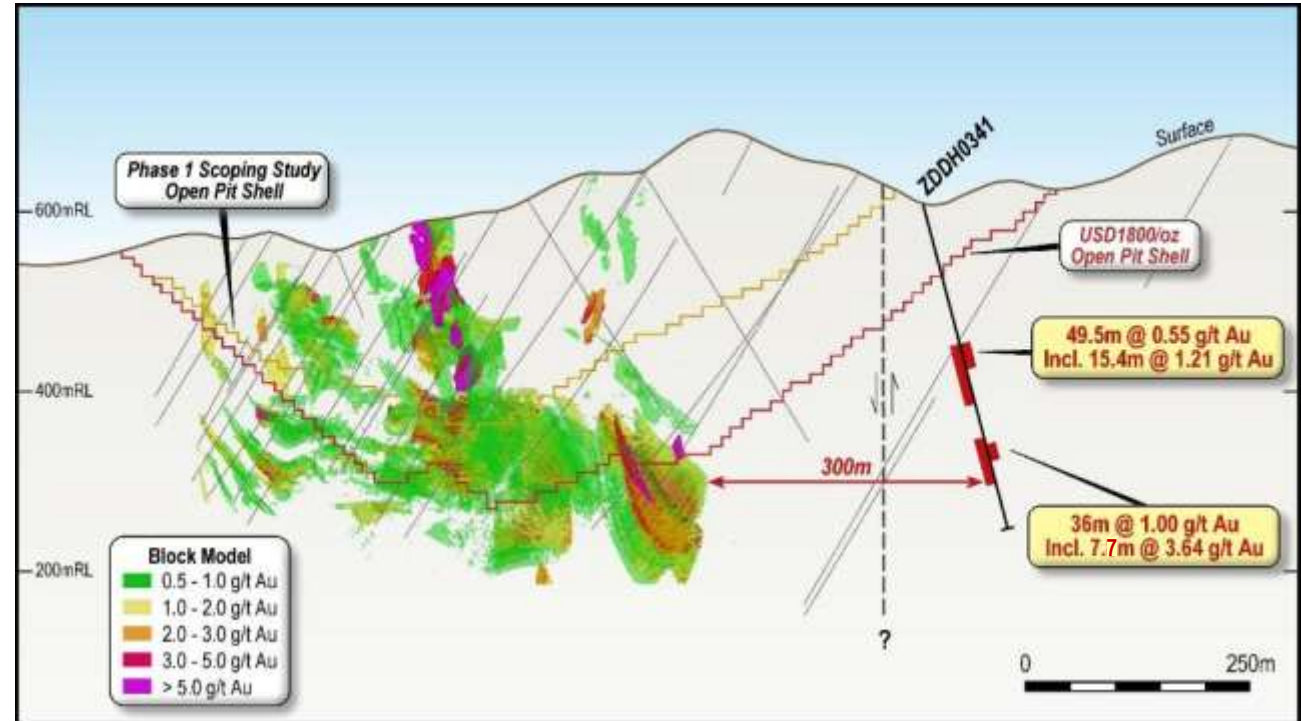 Surface
ZDDH0341
Phase 1 Scoping Study
Open Pit Shell
600mRL
USD1800/oz
Open Pit Shell
49.5m @ 0.55 g/t Au
Incl. 15.4m @ 1.21 g/t Au
400mRL
300m
36m @ 1.00 g/t Au
Incl. 7.7m @ 3.64 g/t Au
Block Model
0.5 - 1.0 g/t Au
1.0 - 2.0 g/t Au
2.0 - 3.0 g/t Au
3.0 - 5.0 g/t Au
> 5.0 g/t Au
200mRL
?
0 250m